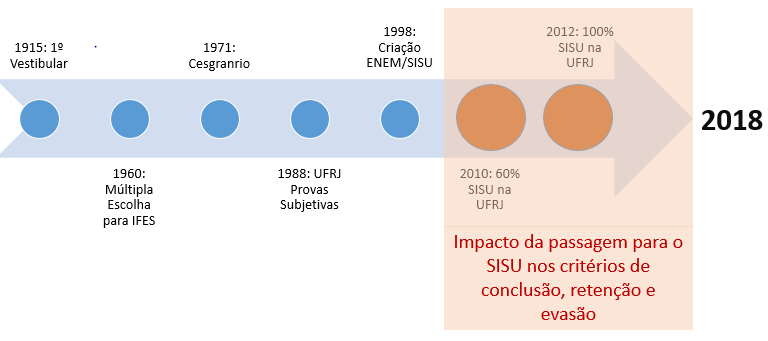 1915: 1º
Vestibular
1960:
Múltipla
Escolha
para IFES
1971:
Cesgranrio
1988: UFRJ
Provas
Subjetivas
1998:
Criação
ENEM/SISU
2010: 60%
SISU na
UFRJ
2012: 100%
SISU na
UFRJ
2018
Impacto da passagem para o
SISU nos critérios de
conclusão, retenção e
evasão